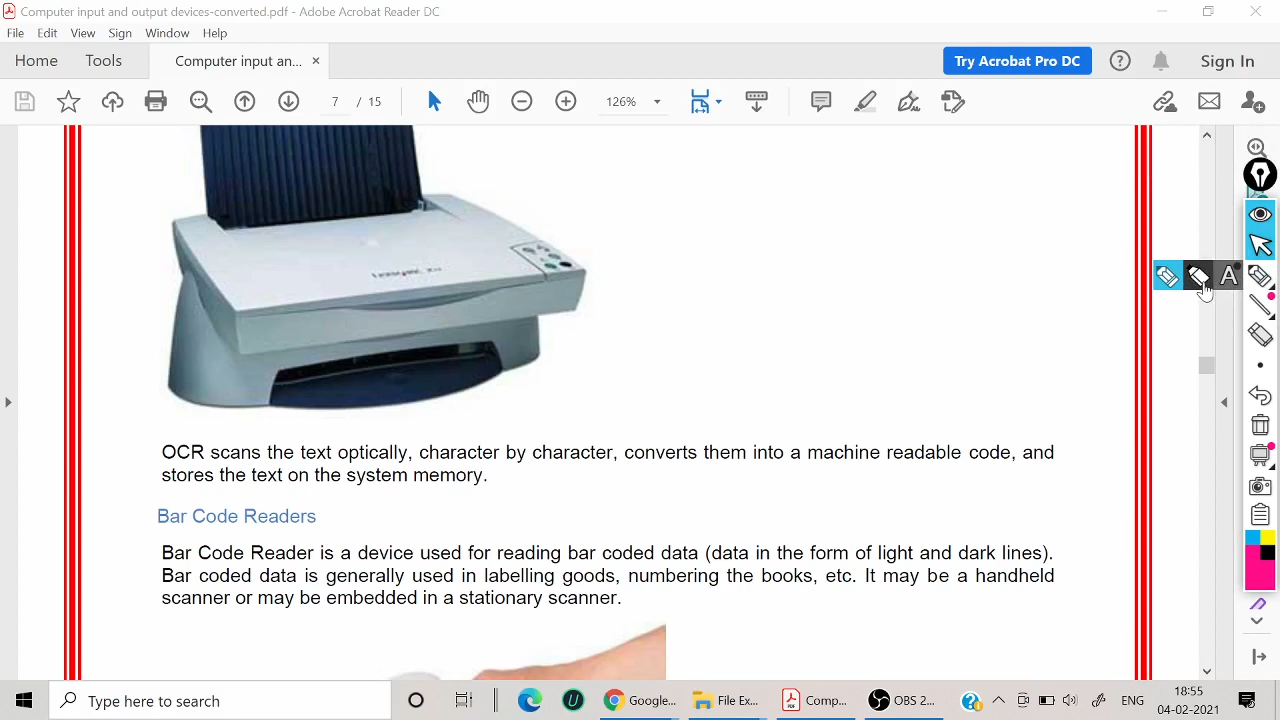 Computer input and output devices-converted.pdf - Adobe Acrobat Reader DC
File Edit View Sign Window Help
Home Tools Computer input an... × Try Acrobat Pro DC Sign In
7 / 15 126%
OCR scans the text optically, character by character, converts them into a machine readable code, and
stores the text on the system memory.
Bar Code Readers
Bar Code Reader is a device used for reading bar coded data (data in the form of light and dark lines).
Bar coded data is generally used in labelling goods, numbering the books, etc. It may be a handheld
scanner or may be embedded in a stationary scanner.
A
Type here to search Google... File Ex... Comp... OBS 2... ENG 18:55
04-02-2021